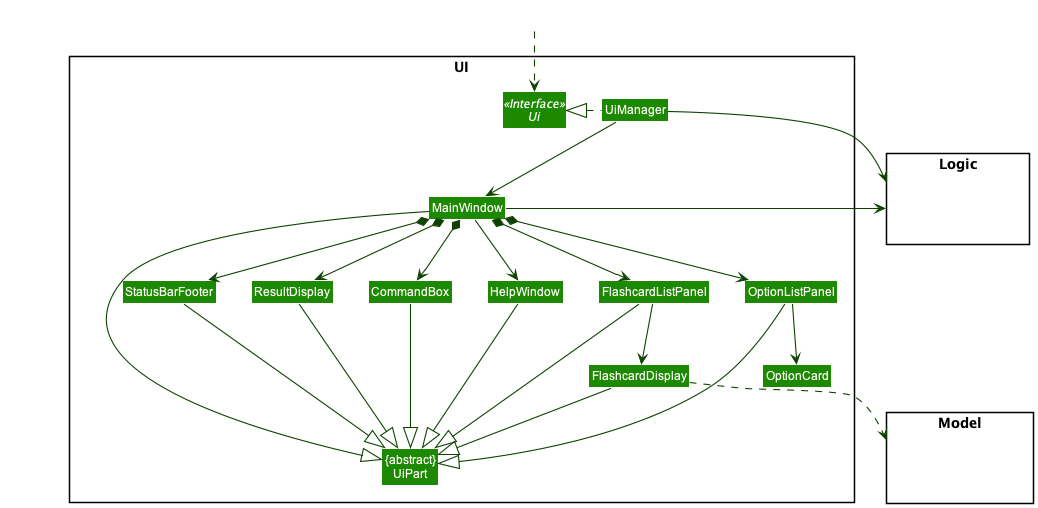 UI
«Interface»
Ui
UiManager
Logic
MainWindow
StatusBarFooter
ResultDisplay
CommandBox
HelpWindow
FlashcardListPanel
OptionListPanel
FlashcardDisplay
OptionCard
Model
{abstract}
UiPart